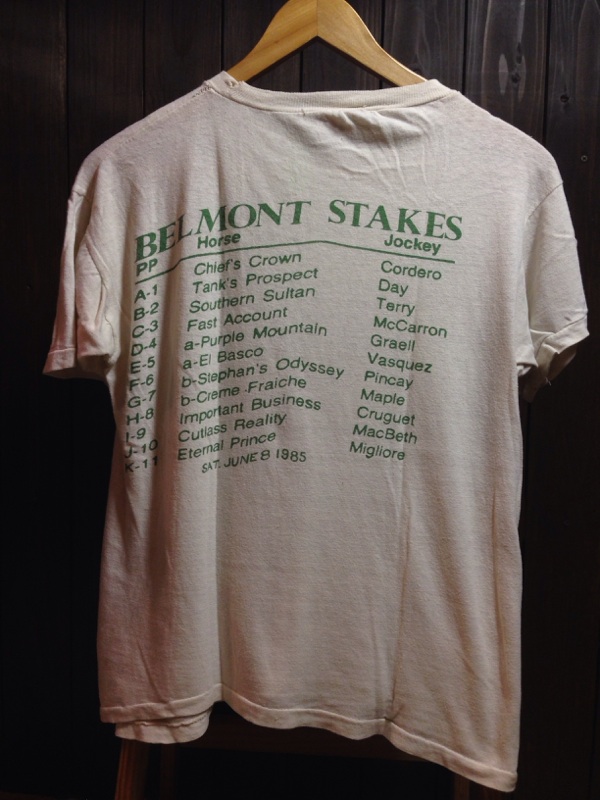 BELMONT STAKES
PP Horse Jockey
A-1 Chief's Crown Cordero
B-2 Tank's Prospect Day
C-3 Southern Sultan Terry
D-4 Fast Account McCarron
E-5 a-Purple Mountain Graell
F-6 a-El Basco Vasquez
G-7 b-Stephan's Odyssey Pincay
H-8 b-Creme Fraiche Maple
I-9 Important Business Cruguet
J-10 Cutlass Reality MacBeth
K-11 Eternal Prince Migliore
SAT. JUNE 8 1985